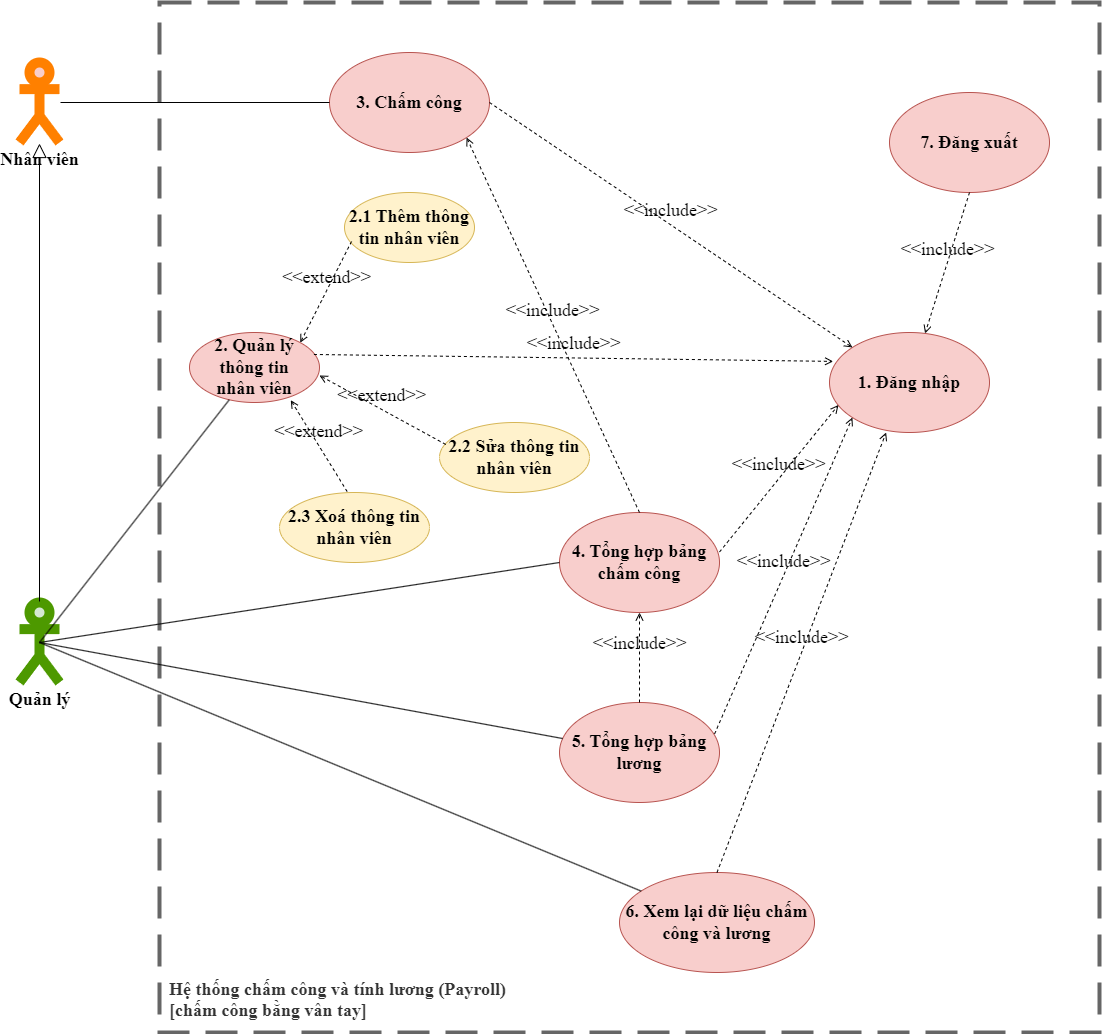 3. Chấm công
7. Đăng xuất
Nhân viên
<<include>>
2.1 Thêm thông
tin nhân viên
<<include>>
<<extend>>
<<include>>
2. Quản lý
thông tin
nhân viên
<<include>>
1. Đăng nhập
<<extend>>
<<extend>>
2.2 Sửa thông tin
nhân viên
<<include>>
2.3 Xoá thông tin
nhân viên
4. Tổng hợp bảng
chấm công
<<include>>
<<include>>
<<include>>
Quản lý
5. Tổng hợp bảng
lương
6. Xem lại dữ liệu chấm
công và lương
Hệ thống chấm công và tính lương (Payroll)
[chấm công bằng vân tay]